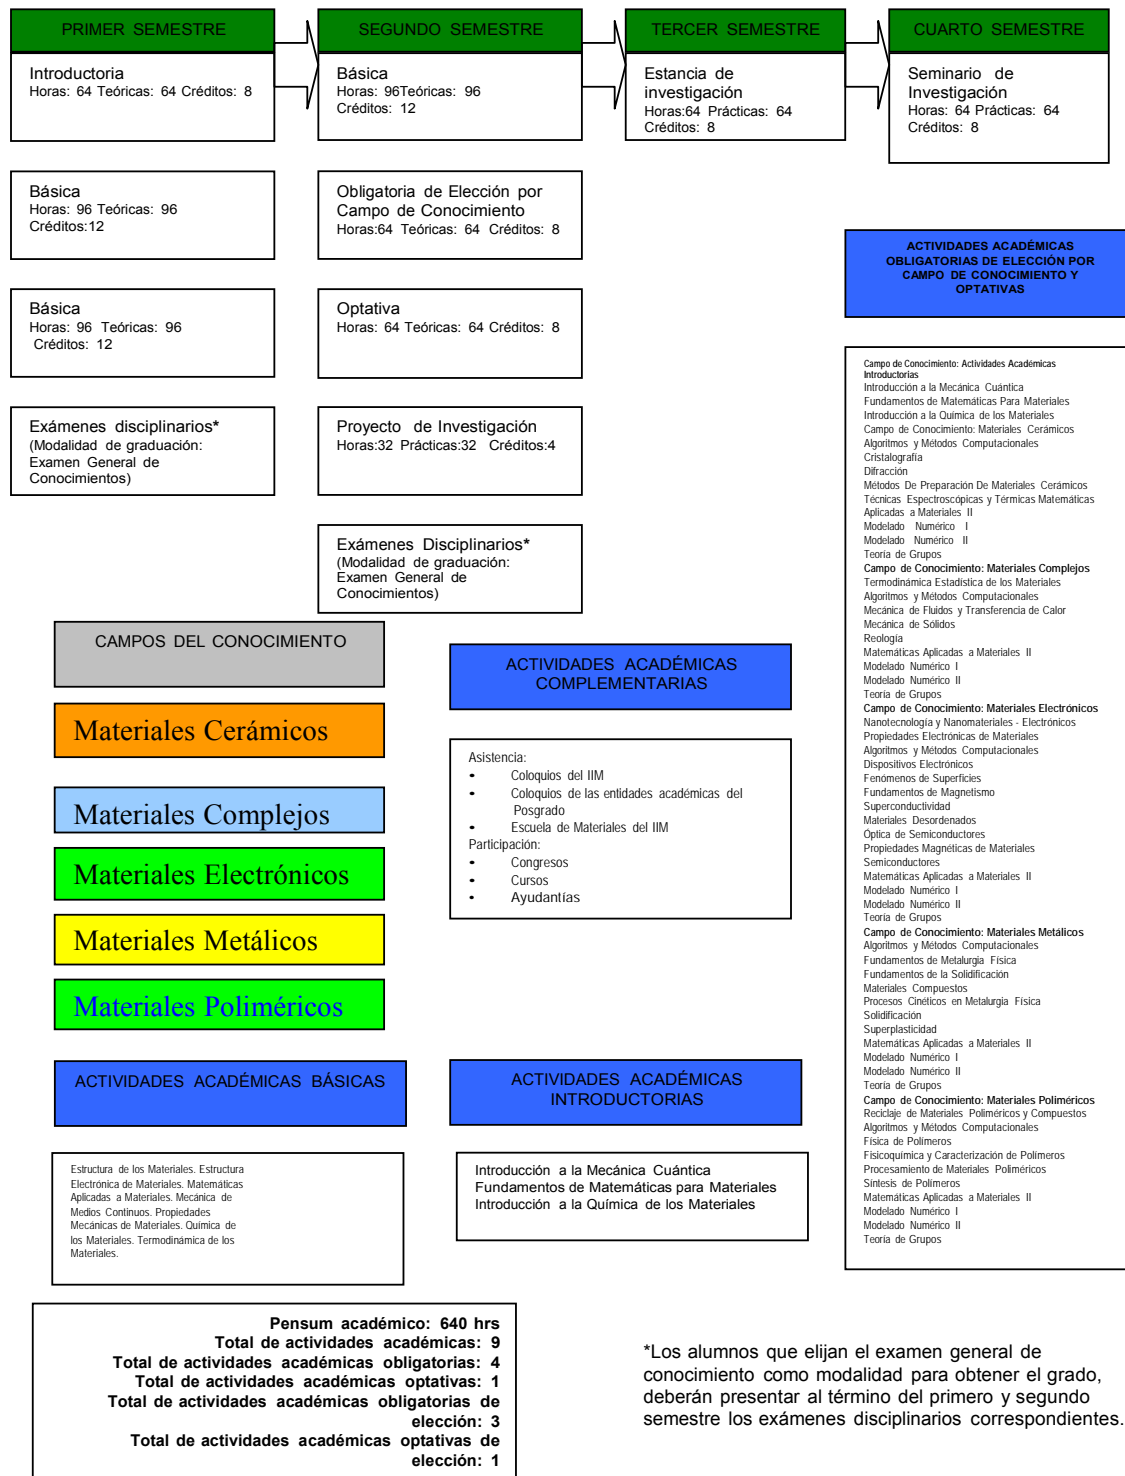 PRIMER SEMESTRE
Introductoria
Horas: 64 Teóricas: 64 Créditos: 8
Básica
Horas: 96 Teóricas: 96
Créditos:12
Básica
Horas: 96 Teóricas: 96
Créditos: 12
Exámenes disciplinarios*
(Modalidad de graduación:
Examen General de
Conocimientos)
SEGUNDO SEMESTRE
Básica
Horas: 96Teóricas: 96
Créditos: 12
Obligatoria de Elección por
Campo de Conocimiento
Horas:64 Teóricas: 64 Créditos: 8
Optativa
Horas: 64 Teóricas: 64 Créditos: 8
Proyecto de Investigación
Horas:32 Prácticas:32 Créditos:4
Exámenes Disciplinarios*
(Modalidad de graduación:
Examen General de
Conocimientos)
TERCER SEMESTRE
Estancia de
investigación
Horas:64 Prácticas: 64
Créditos: 8
CUARTO SEMESTRE
Seminario de
Investigación
Horas: 64 Prácticas: 64
Créditos: 8
ACTIVIDADES ACADÉMICAS
OBLIGATORIAS DE ELECCIÓN POR
CAMPO DE CONOCIMIENTO Y
OPTATIVAS
Campo de Conocimiento: Actividades Académicas
Introductorias
Introducción a la Mecánica Cuántica
Fundamentos de Matemáticas Para Materiales
Introducción a la Química de los Materiales
Campo de Conocimiento: Materiales Cerámicos
Algoritmos y Métodos Computacionales
Cristalografía
Difracción
Métodos De Preparación De Materiales Cerámicos
Técnicas Espectroscópicas y Térmicas Matemáticas
Aplicadas a Materiales II
Modelado Numérico I
Modelado Numérico II
Teoría de Grupos
Campo de Conocimiento: Materiales Complejos
Termodinámica Estadística de los Materiales
Algoritmos y Métodos Computacionales
Mecánica de Fluidos y Transferencia de Calor
Mecánica de Sólidos
Reología
Matemáticas Aplicadas a Materiales II
Modelado Numérico I
Modelado Numérico II
Teoría de Grupos
Campo de Conocimiento: Materiales Electrónicos
Nanotecnología y Nanomateriales - Electrónicos
Propiedades Electrónicas de Materiales
Algoritmos y Métodos Computacionales
Dispositivos Electrónicos
Fenómenos de Superficies
Fundamentos de Magnetismo
Superconductividad
Materiales Desordenados
Óptica de Semiconductores
Propiedades Magnéticas de Materiales
Semiconductores
Matemáticas Aplicadas a Materiales II
Modelado Numérico I
Modelado Numérico II
Teoría de Grupos
Campo de Conocimiento: Materiales Metálicos
Algoritmos y Métodos Computacionales
Fundamentos de Metalurgia Física
Fundamentos de la Solidificación
Materiales Compuestos
Procesos Cinéticos en Metalurgia Física
Solidificación
Superplasticidad
Matemáticas Aplicadas a Materiales II
Modelado Numérico I
Modelado Numérico II
Teoría de Grupos
Campo de Conocimiento: Materiales Poliméricos
Reciclaje de Materiales Poliméricos y Compuestos
Algoritmos y Métodos Computacionales
Física de Polímeros
Fisicoquímica y Caracterización de Polímeros
Procesamiento de Materiales Poliméricos
Síntesis de Polímeros
Matemáticas Aplicadas a Materiales II
Modelado Numérico I
Modelado Numérico II
Teoría de Grupos
CAMPOS DEL CONOCIMIENTO
Materiales Cerámicos
Materiales Complejos
Materiales Electrónicos
Materiales Metálicos
Materiales Poliméricos
ACTIVIDADES ACADÉMICAS
COMPLEMENTARIAS
Asistencia:
• Coloquios del IIM
• Coloquios de las entidades académicas del
Posgrado
• Escuela de Materiales del IIM
Participación:
• Congresos
• Cursos
• Ayudantías
ACTIVIDADES ACADÉMICAS BÁSICAS
Estructura de los Materiales. Estructura
Electrónica de Materiales. Matemáticas
Aplicadas a Materiales. Mecánica de
Medios Continuos. Propiedades
Mecánicas de Materiales. Química de
los Materiales. Termodinámica de los
Materiales.
ACTIVIDADES ACADÉMICAS
INTRODUCTORIAS
Introducción a la Mecánica Cuántica
Fundamentos de Matemáticas para Materiales
Introducción a la Química de los Materiales
Pensum académico: 640 hrs
Total de actividades académicas: 9
Total de actividades académicas obligatorias: 4
Total de actividades académicas optativas: 1
Total de actividades académicas obligatorias de
elección: 3
Total de actividades académicas optativas de
elección: 1
*Los alumnos que elijan el examen general de
conocimiento como modalidad para obtener el grado,
deberán presentar al término del primero y segundo
semestre los exámenes disciplinarios correspondientes.